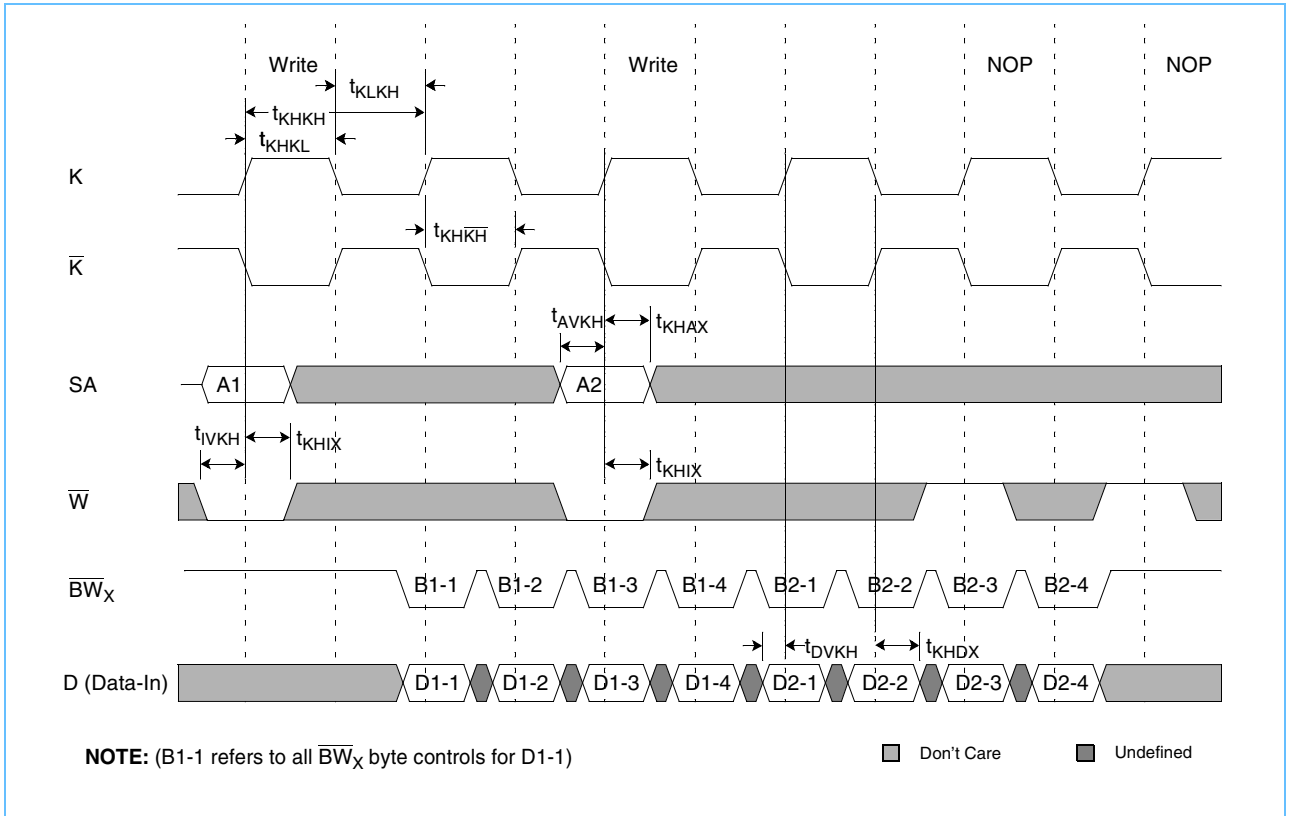 Write Write NOP NOP
tKLKH
tKHKH
tKHKL
K
tKHK̅H̅
K̅
tAVKH tKHAX
SA A1 A2
tIVKH tKHIX tKHIX
W̅
B̅W̅X B1-1 B1-2 B1-3 B1-4 B2-1 B2-2 B2-3 B2-4
tDVKH tKHDX
D (Data-In) D1-1 D1-2 D1-3 D1-4 D2-1 D2-2 D2-3 D2-4
NOTE: (B1-1 refers to all B̅W̅X byte controls for D1-1) Don't Care Undefined